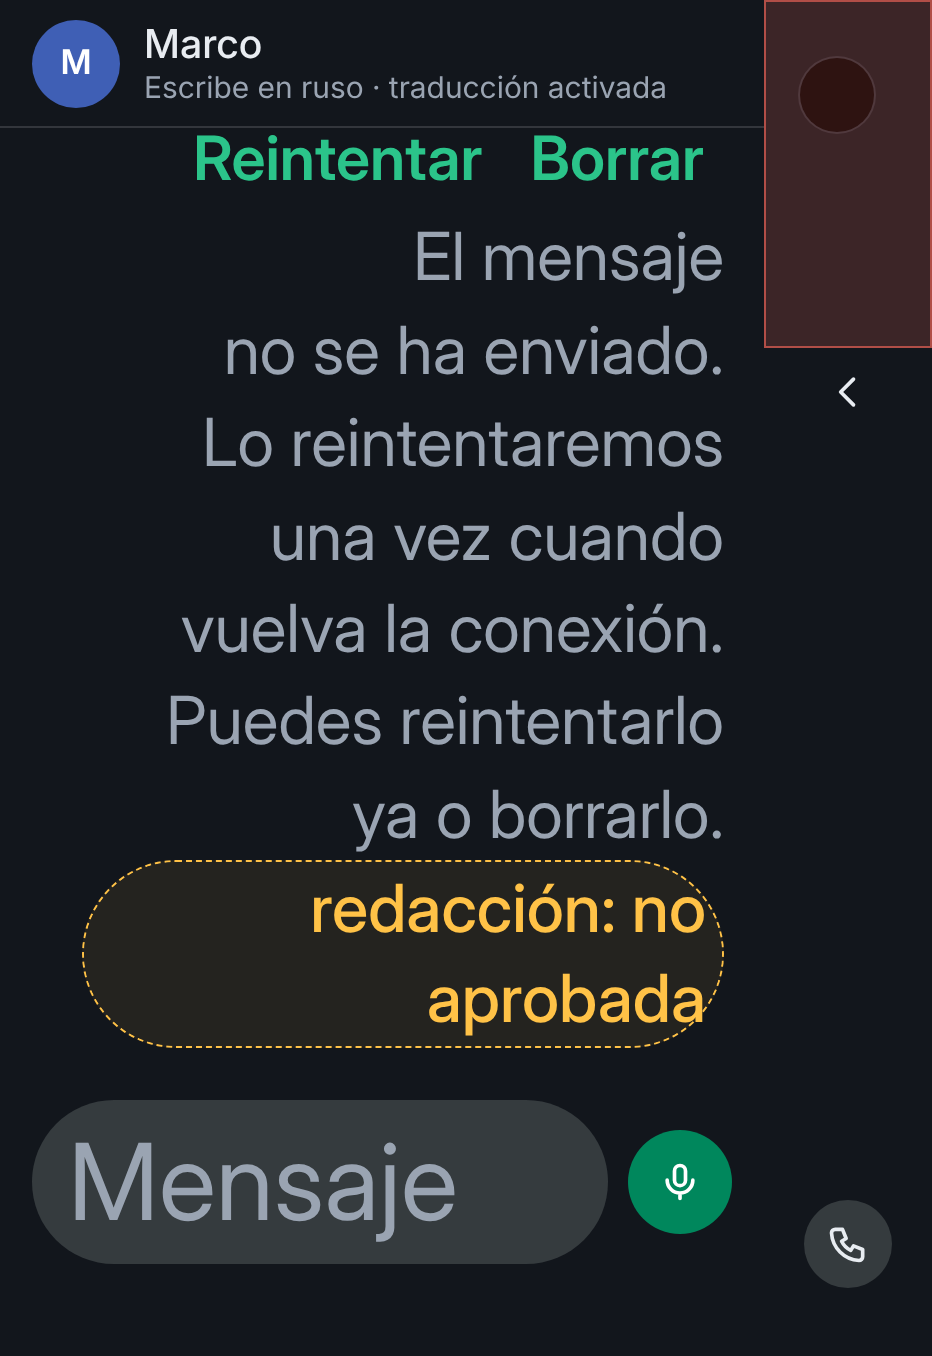 M
Marco
Escribe en ruso · traducción activada
Reintentar Borrar
El mensaje
no se ha enviado.
Lo reintentaremos
una vez cuando
vuelva la conexión.
Puedes reintentarlo
ya o borrarlo.
redacción: no
aprobada
Mensaje